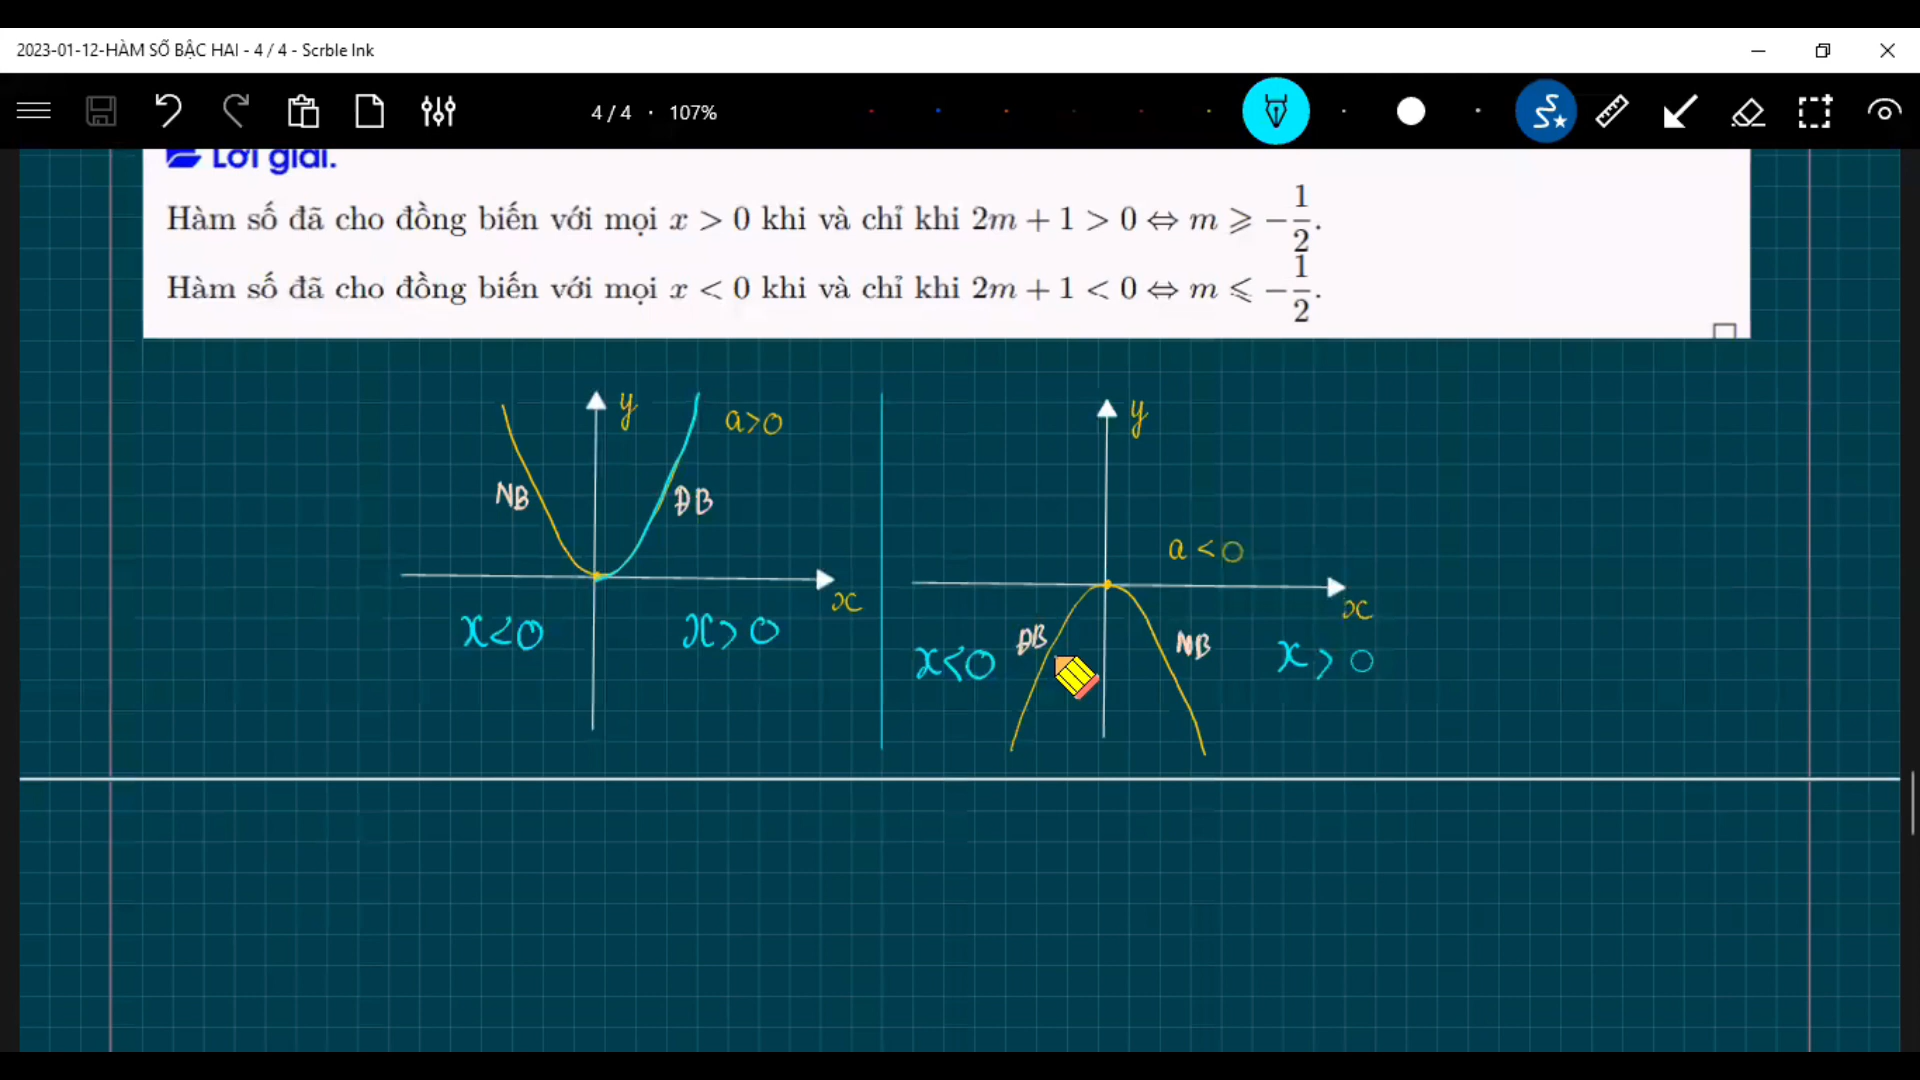 2023-01-12-HÀM SỐ BẬC HAI - 4 / 4 - Scrble Ink
4 / 4 · 107%
Lời giải.
Hàm số đã cho đồng biến với mọi x > 0 khi và chỉ khi 2m + 1 > 0 ⇔ m ⩾ −1/2.
Hàm số đã cho đồng biến với mọi x < 0 khi và chỉ khi 2m + 1 < 0 ⇔ m ⩽ −1/2.
y a>0
NB ĐB
x
x<0 x>0
y
a<0
x
ĐB NB
x<0 x>0